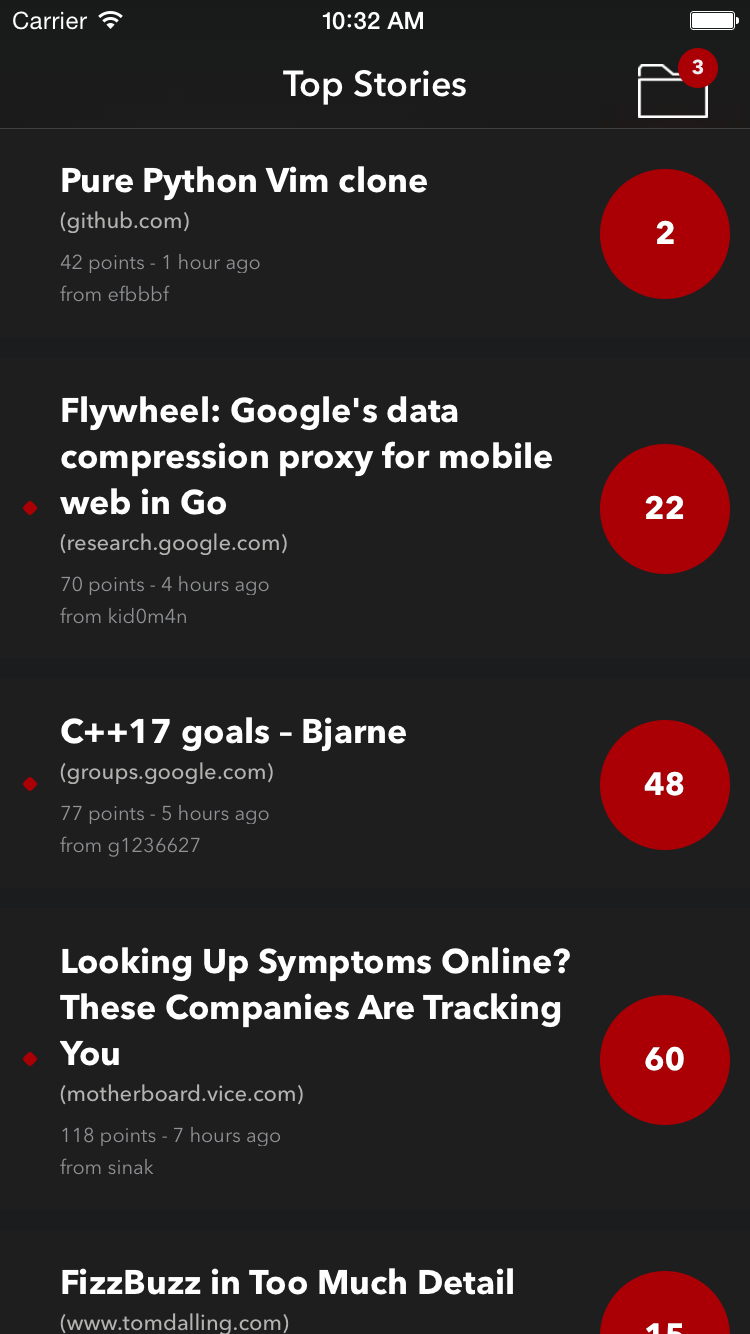 Carrier 10:32 AM
Top Stories 3
Pure Python Vim clone
(github.com)
42 points - 1 hour ago
from efbbbf
2
Flywheel: Google's data
compression proxy for mobile
web in Go
(research.google.com)
70 points - 4 hours ago
from kid0m4n
22
C++17 goals – Bjarne
(groups.google.com)
77 points - 5 hours ago
from g1236627
48
Looking Up Symptoms Online?
These Companies Are Tracking
You
(motherboard.vice.com)
118 points - 7 hours ago
from sinak
60
FizzBuzz in Too Much Detail
(www.tomdalling.com)
15